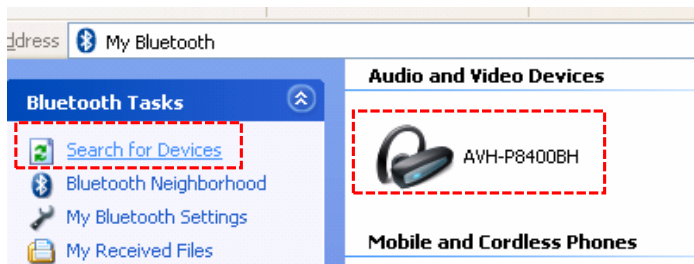 ddress My Bluetooth
Bluetooth Tasks
Search for Devices
Bluetooth Neighborhood
My Bluetooth Settings
My Received Files
Audio and Video Devices
AVH-P8400BH
Mobile and Cordless Phones